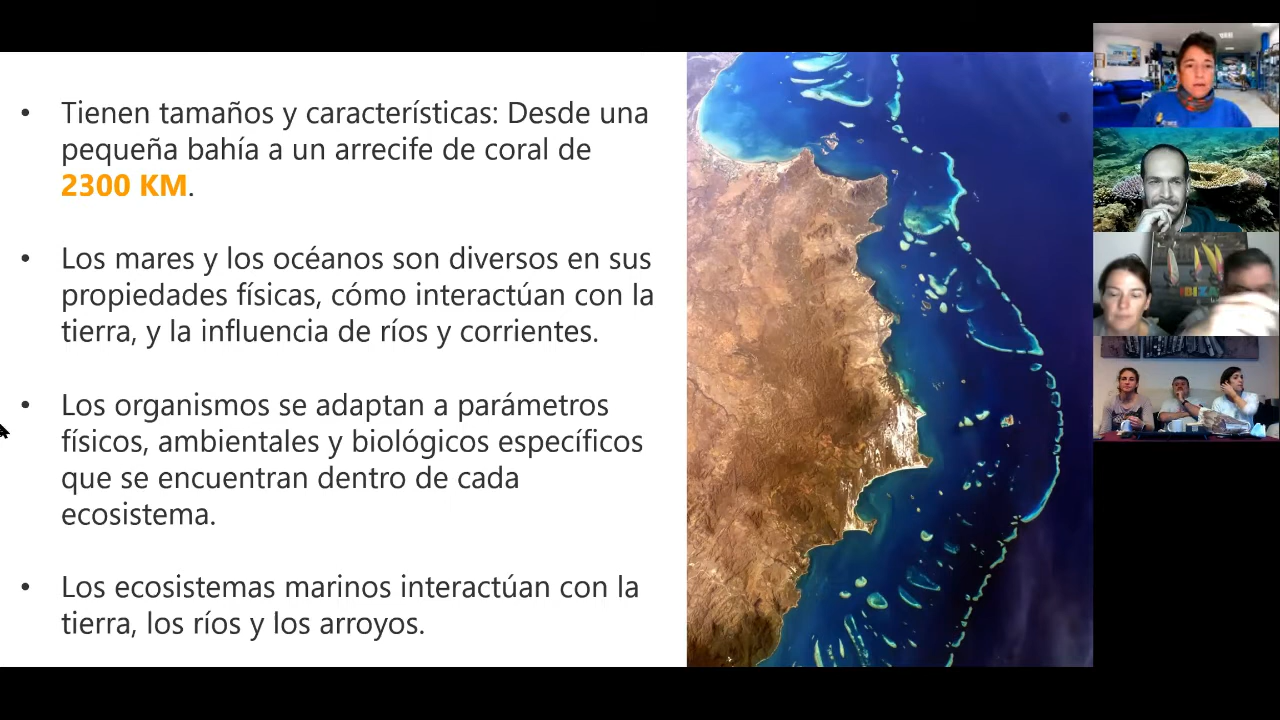 • Tienen tamaños y características: Desde una
pequeña bahía a un arrecife de coral de
2300 KM.
• Los mares y los océanos son diversos en sus
propiedades físicas, cómo interactúan con la
tierra, y la influencia de ríos y corrientes.
• Los organismos se adaptan a parámetros
físicos, ambientales y biológicos específicos
que se encuentran dentro de cada
ecosistema.
• Los ecosistemas marinos interactúan con la
tierra, los ríos y los arroyos.
IBIZA